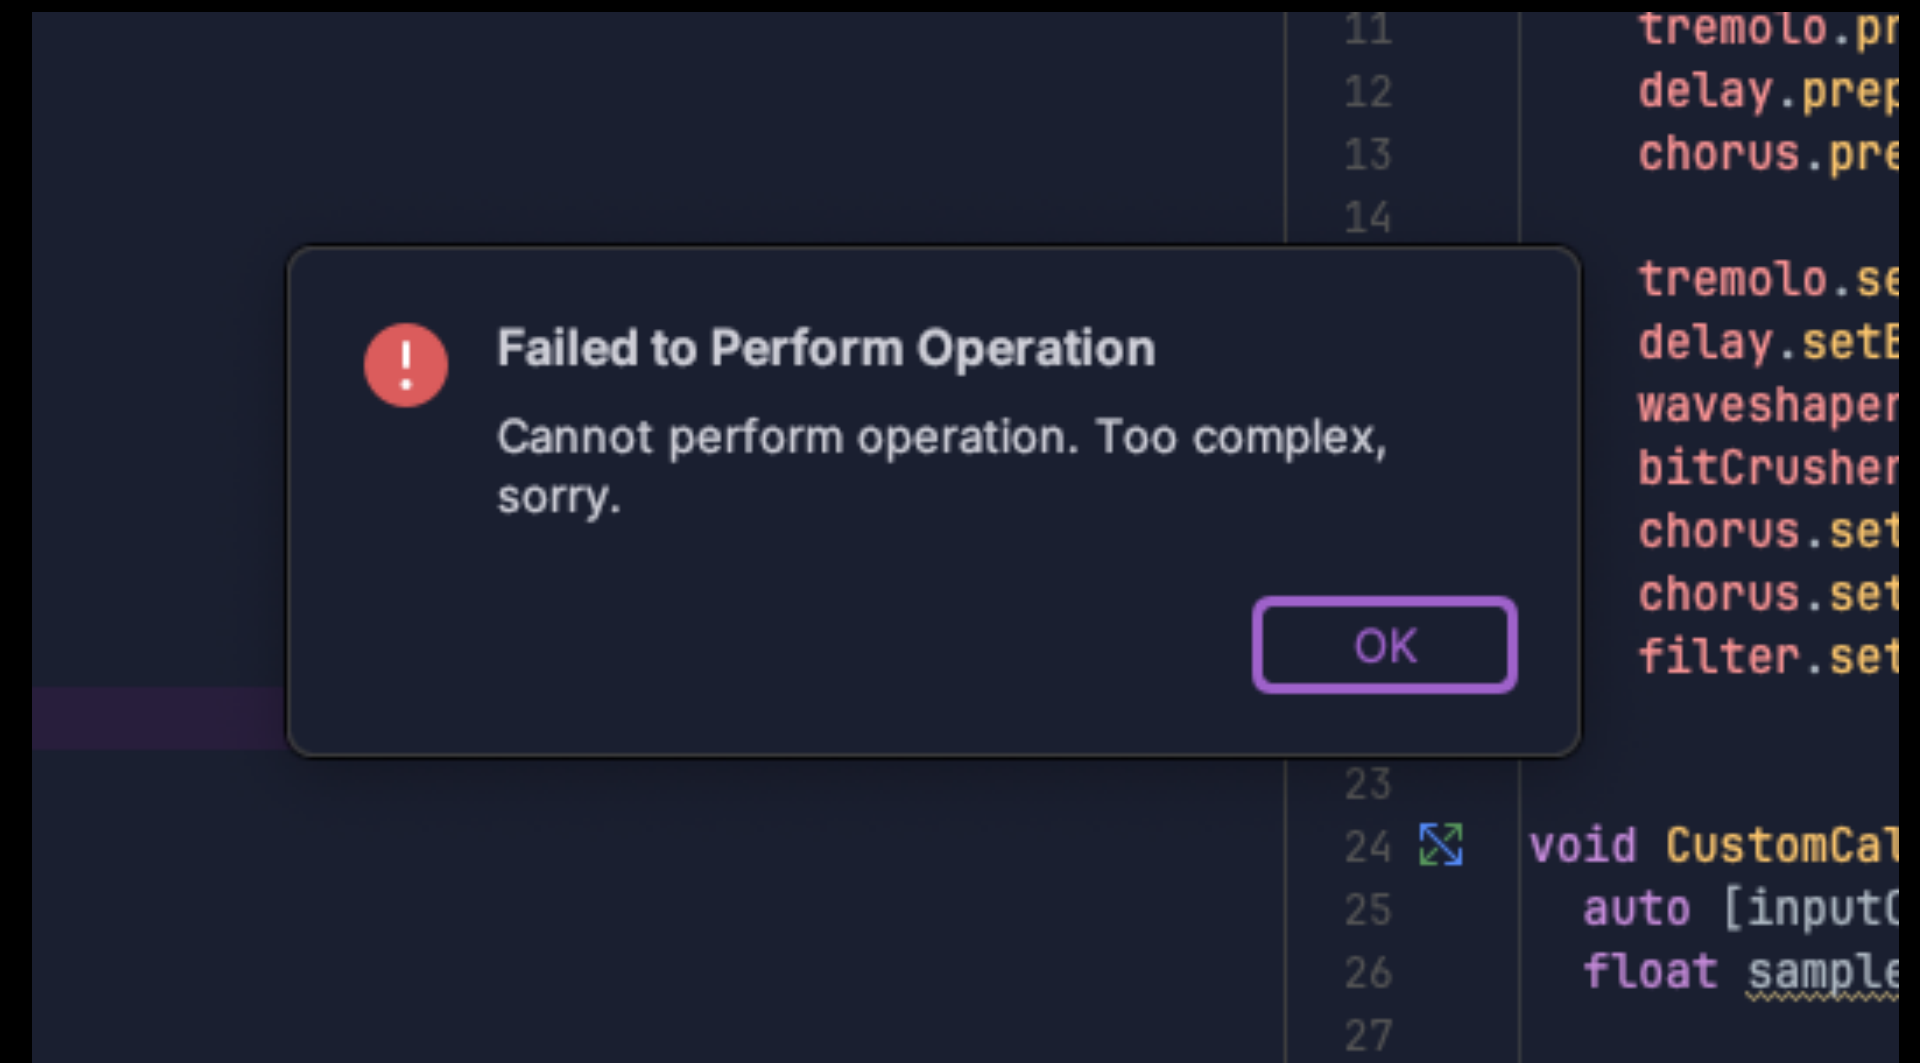 11 tremolo.pr
12 delay.prep
13 chorus.pre
14
Failed to Perform Operation
Cannot perform operation. Too complex,
sorry.
OK
tremolo.se
delay.setE
waveshaper
bitCrusher
chorus.set
chorus.set
filter.set
23
24 void CustomCal
25 auto [inputC
26 float sample
27